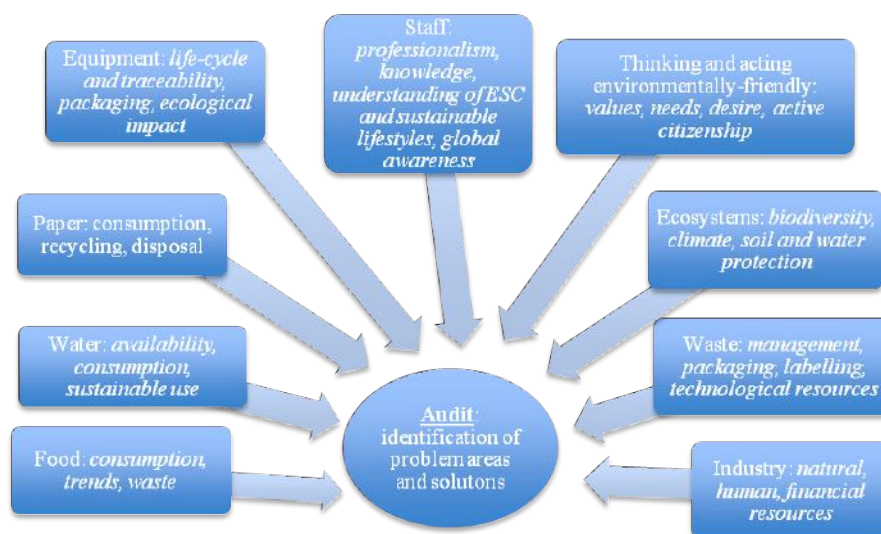 Equipment: life-cycle
and traceability,
packaging, ecological
impact
Staff:
professionalism,
knowledge,
understanding of ESC
and sustainable
lifestyles, global
awareness
Thinking and acting
environmentally-friendly:
values, needs, desire, active
citizenship
Paper: consumption,
recycling, disposal
Ecosystems: biodiversity,
climate, soil and water
protection
Water: availability,
consumption,
sustainable use
Waste: management,
packaging, labelling,
technological resources
Food: consumption,
trends, waste
Industry: natural,
human, financial
resources
Audit:
identification of
problem areas
and solutons